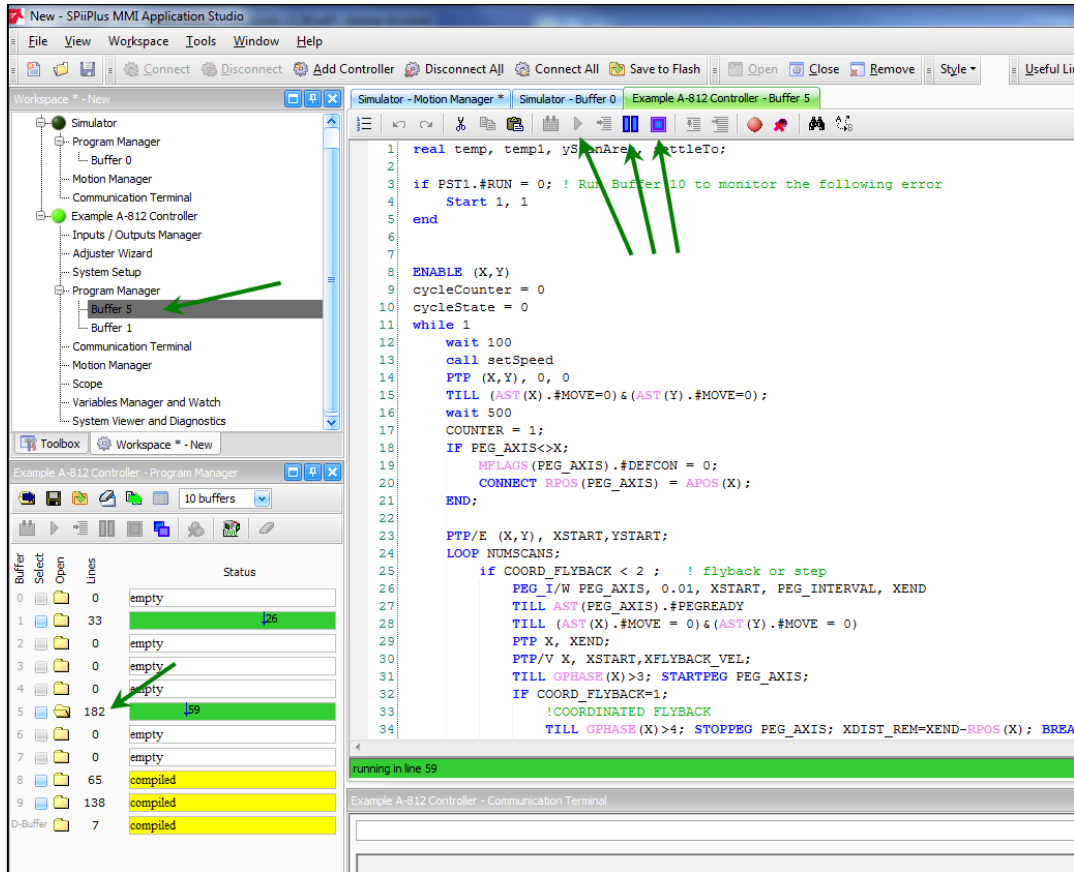 New - SPiiPlus MMI Application Studio
File View Workspace Tools Window Help
Connect Disconnect Add Controller Disconnect All Connect All Save to Flash Open Close Remove Style Useful Li
Workspace * - New
Simulator
Program Manager
Buffer 0
Motion Manager
Communication Terminal
Example A-812 Controller
Inputs / Outputs Manager
Adjuster Wizard
System Setup
Program Manager
Buffer 5
Buffer 1
Communication Terminal
Motion Manager
Scope
Variables Manager and Watch
System Viewer and Diagnostics
Toolbox Workspace * - New
Example A-812 Controller - Program Manager
10 buffers
Buffer Select Open Lines Status
0 0 empty
1 33 26
2 0 empty
3 0 empty
4 0 empty
5 182 59
6 0 empty
7 0 empty
8 65 compiled
9 138 compiled
D-Buffer 7 compiled
Simulator - Motion Manager * Simulator - Buffer 0 Example A-812 Controller - Buffer 5
1 real temp, temp1, settleTo;
2
3 if PST1.#RUN = 0; ! Run Buffer 10 to monitor the following error
4 Start 1, 1
5 end
6
7
8 ENABLE (X,Y)
9 cycleCounter = 0
10 cycleState = 0
11 while 1
12 wait 100
13 call setSpeed
14 PTP (X,Y), 0, 0
15 TILL (AST(X).#MOVE=0)&(AST(Y).#MOVE=0);
16 wait 500
17 COUNTER = 1;
18 IF PEG_AXIS<>X;
19 MFLAGS(PEG_AXIS).#DEFCON = 0;
20 CONNECT RPOS(PEG_AXIS) = APOS(X);
21 END;
22
23 PTP/E (X,Y), XSTART,YSTART;
24 LOOP NUMSCANS;
25 if COORD_FLYBACK < 2 ; ! flyback or step
26 PEG_I/W PEG_AXIS, 0.01, XSTART, PEG_INTERVAL, XEND
27 TILL AST(PEG_AXIS).#PEGREADY
28 TILL (AST(X).#MOVE = 0)&(AST(Y).#MOVE = 0)
29 PTP X, XEND;
30 PTP/V X, XSTART,XFLYBACK_VEL;
31 TILL GPHASE(X)>3; STARTPEG PEG_AXIS;
32 IF COORD_FLYBACK=1;
33 !COORDINATED FLYBACK
34 TILL GPHASE(X)>4; STOPPEG PEG_AXIS; XDIST_REM=XEND-RPOS(X); BREA
running in line 59
Example A-812 Controller - Communication Terminal